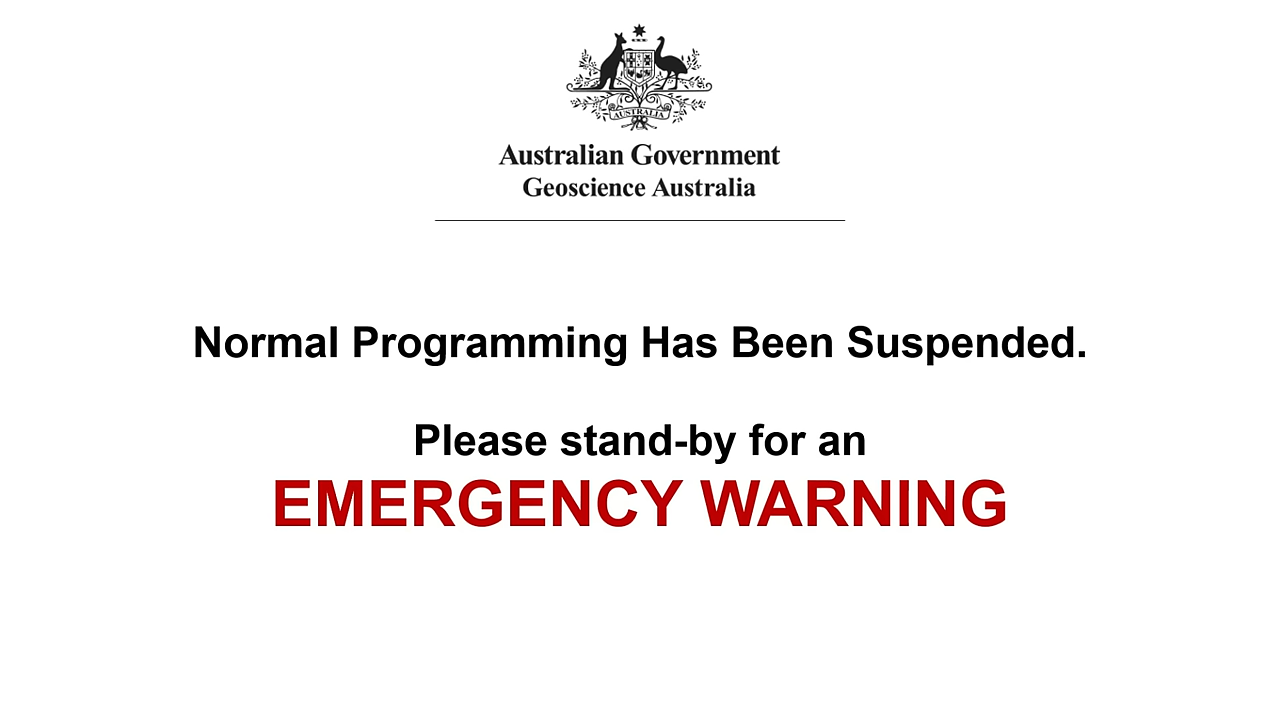 AUSTRALIA
Australian Government
Geoscience Australia
Normal Programming Has Been Suspended.
Please stand-by for an
EMERGENCY WARNING